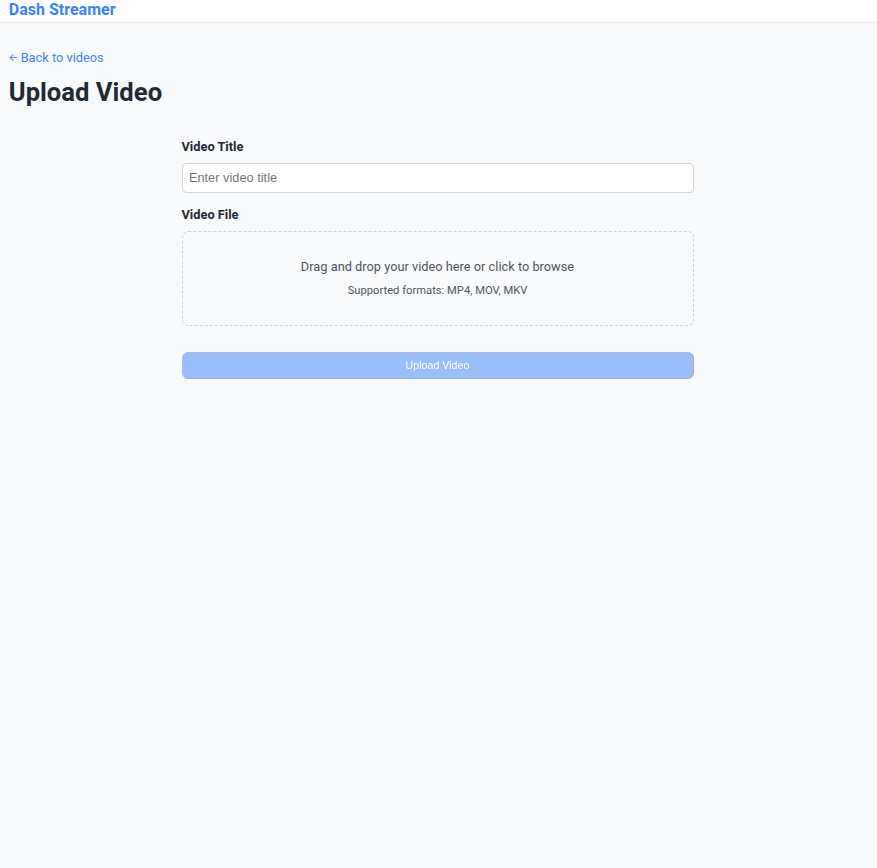 Dash Streamer
← Back to videos
Upload Video
Video Title
Enter video title
Video File
Drag and drop your video here or click to browse
Supported formats: MP4, MOV, MKV
Upload Video